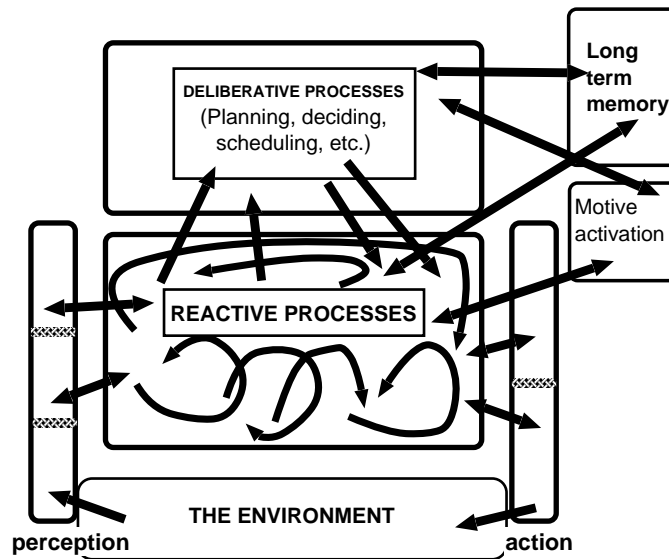 DELIBERATIVE PROCESSES
(Planning, deciding,
scheduling, etc.)
Long
term
memory
Motive
activation
REACTIVE PROCESSES
THE ENVIRONMENT
perception
action